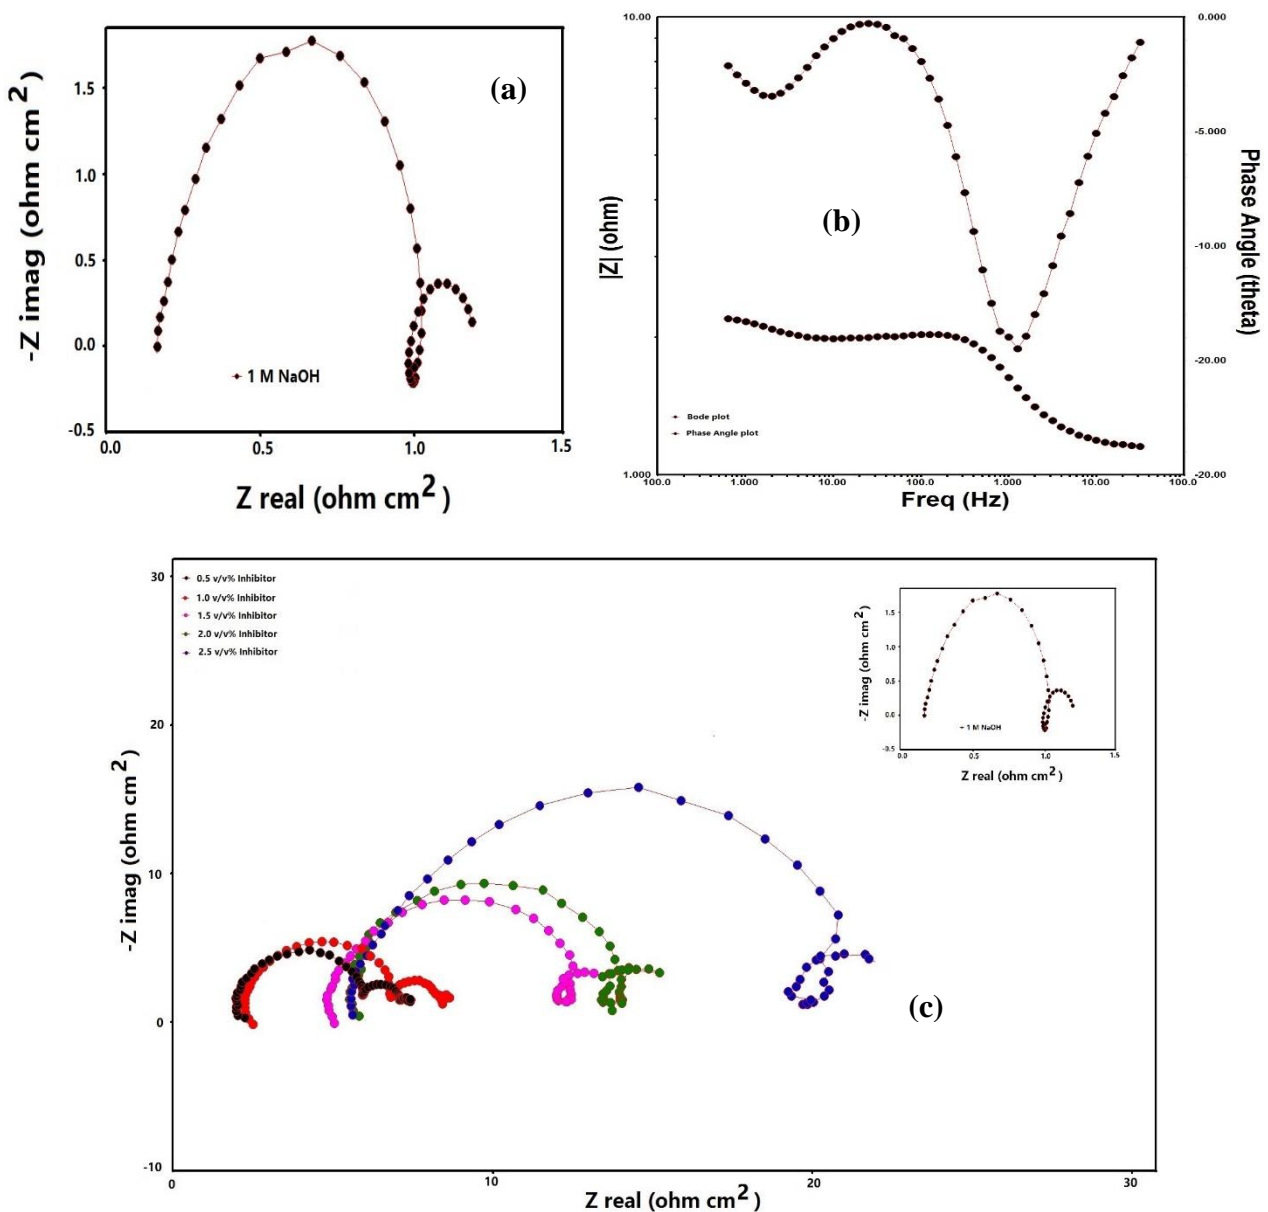 (a)
-Z imag (ohm cm2)
1.5
1.0
0.5
0.0
-0.5
1 M NaOH
0.0 0.5 1.0 1.5
Z real (ohm cm2)
(b)
10.00
1.000
|Z| (ohm)
0.000
-5.000
-10.00
-20.00
-20.00
Phase Angle (theta)
Bode plot
Phase Angle plot
100.0 1.000 10.00 100.0 1.000 10.00 100.0
Freq (Hz)
(c)
-Z imag (ohm cm2)
30
20
10
0
-10
0.5 v/v% Inhibitor
1.0 v/v% Inhibitor
1.5 v/v% Inhibitor
2.0 v/v% Inhibitor
2.5 v/v% Inhibitor
0 10 20 30
Z real (ohm cm2)
-Z imag (ohm cm2)
1.5
1.0
0.5
0.0
-0.5
1 M NaOH
0.0 0.5 1.0 1.5
Z real (ohm cm2)